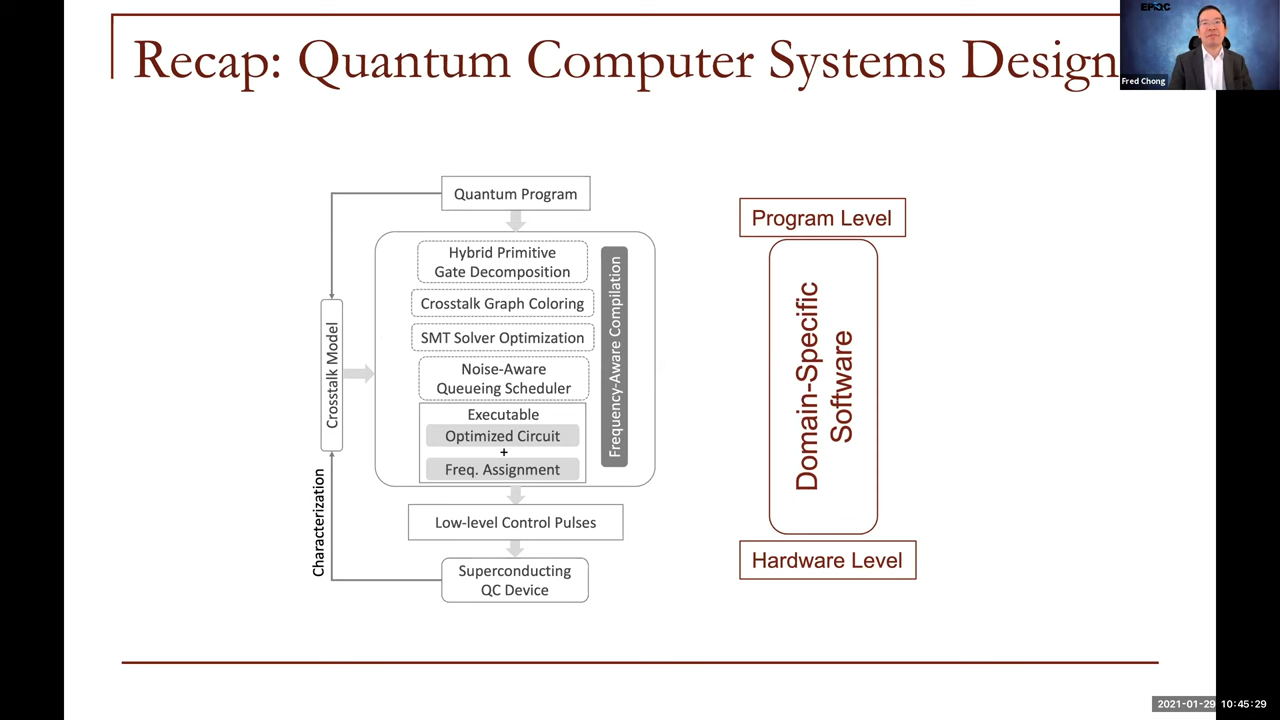 Recap: Quantum Computer Systems Design
EPiQC
Fred Chong
Quantum Program
Hybrid Primitive
Gate Decomposition
Crosstalk Graph Coloring
SMT Solver Optimization
Noise-Aware
Queueing Scheduler
Executable
Optimized Circuit
+
Freq. Assignment
Frequency-Aware Compilation
Crosstalk Model
Characterization
Low-level Control Pulses
Superconducting
QC Device
Program Level
Domain-Specific
Software
Hardware Level
2021-01-29 10:45:29